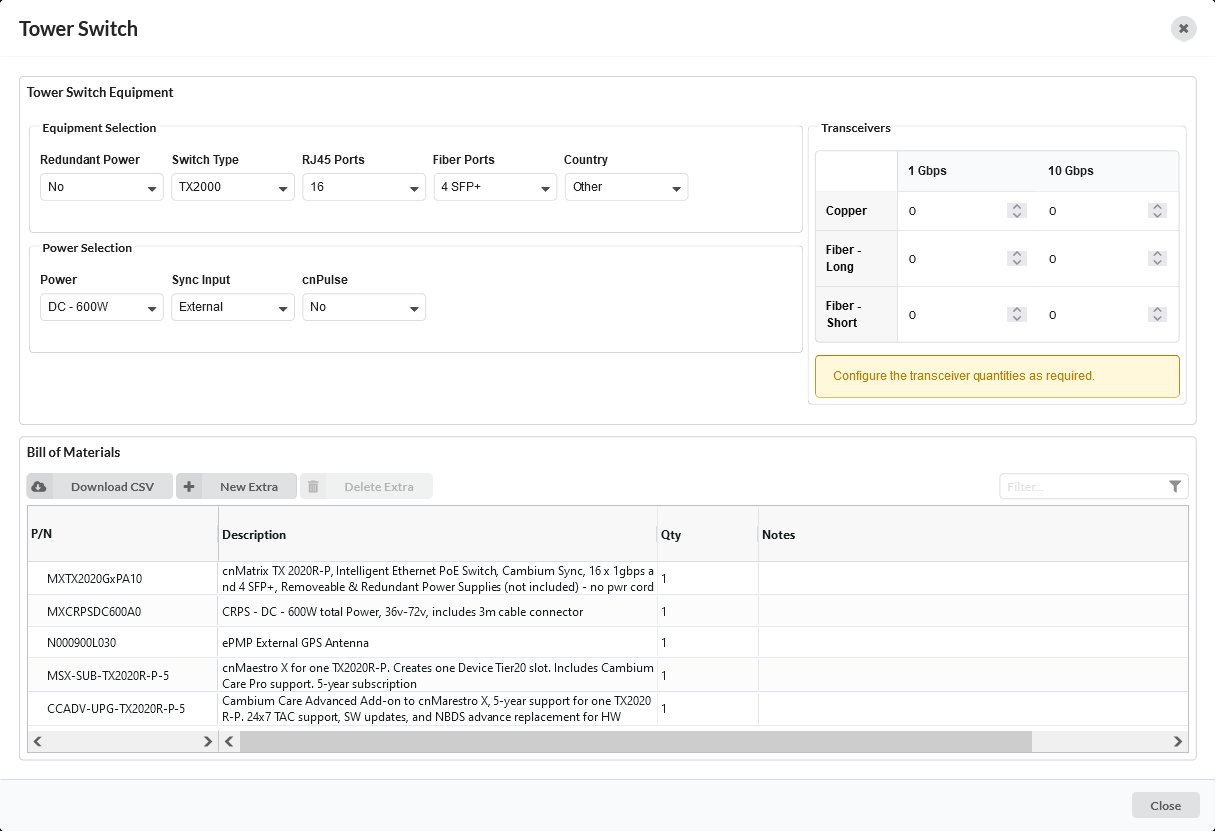 Tower Switch
Tower Switch Equipment
Equipment Selection
Redundant Power Switch Type RJ45 Ports Fiber Ports Country
No TX2000 16 4 SFP+ Other
Power Selection
Power Sync Input cnPulse
DC - 600W External No
Transceivers
1 Gbps 10 Gbps
Copper 0 0
Fiber -
Long 0 0
Fiber -
Short 0 0
Configure the transceiver quantities as required.
Bill of Materials
Download CSV New Extra Delete Extra Filter...
P/N Description Qty Notes
MXTX2020GxPA10 cnMatrix TX 2020R-P, Intelligent Ethernet PoE Switch, Cambium Sync, 16 x 1gbps a
nd 4 SFP+, Removeable & Redundant Power Supplies (not included) - no pwr cord 1
MXCRPSDC600A0 CRPS - DC - 600W total Power, 36v-72v, includes 3m cable connector 1
N000900L030 ePMP External GPS Antenna 1
MSX-SUB-TX2020R-P-5 cnMaestro X for one TX2020R-P. Creates one Device Tier20 slot. Includes Cambium
Care Pro support. 5-year subscription 1
CCADV-UPG-TX2020R-P-5 Cambium Care Advanced Add-on to cnMarestro X, 5-year support for one TX2020
R-P. 24x7 TAC support, SW updates, and NBDS advance replacement for HW 1
Close